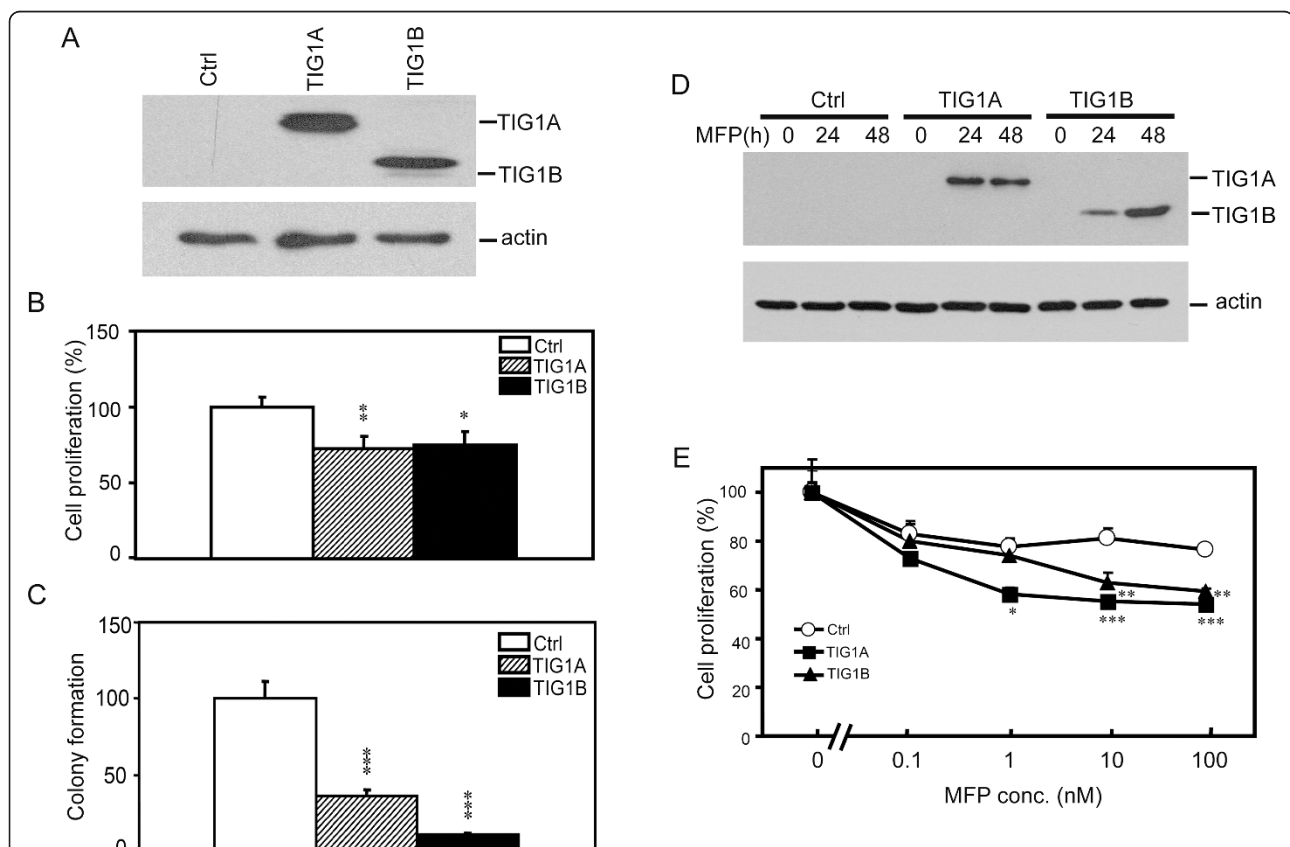 A
Ctrl
TIG1A
TIG1B
TIG1A
TIG1B
actin
B
Cell proliferation (%)
150
100
50
0
Ctrl
TIG1A
TIG1B
**
*
C
Colony formation
150
100
50
0
Ctrl
TIG1A
TIG1B
***
***
D
Ctrl TIG1A TIG1B
MFP(h) 0 24 48 0 24 48 0 24 48
TIG1A
TIG1B
actin
E
Cell proliferation (%)
100
80
60
40
20
0
*
**
***
**
***
Ctrl
TIG1A
TIG1B
0 0.1 1 10 100
MFP conc. (nM)